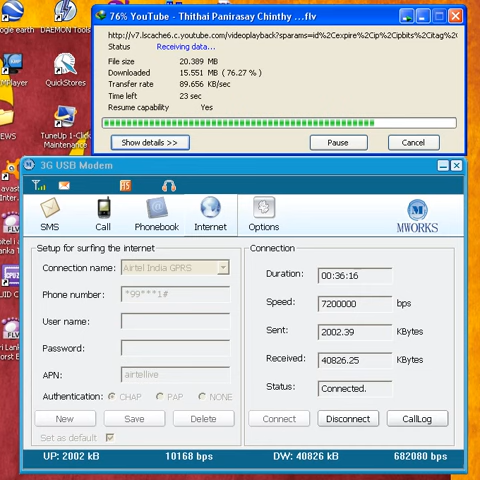 76% YouTube - Thithai Panirasay Chinthy ....flv
http://v7.lscache6.c.youtube.com/videoplayback?sparams=id%2Cexpire%2Cip%2Cipbits%2Citag%
Status Receiving data...
File size 20.389 MB
Downloaded 15.551 MB ( 76.27 % )
Transfer rate 89.656 KB/sec
Time left 23 sec
Resume capability Yes
Show details >> Pause Cancel
oogle earth DAEMON Tools
MPlayer QuickStores
EWS TuneUp 1-Click
Maintenance
avast
Inter..
3G USB Modem
SMS Call Phonebook Internet Options MWORKS
Setup for surfing the internet
Connection name: Airtel India GPRS
Phone number: *99***1#
User name:
Password:
APN: airtellive
Authentication: CHAP PAP NONE
New Save Delete
Set as default
Connection
Duration: 00:36:16
Speed: 7200000 bps
Sent: 2002.39 KBytes
Received: 40826.25 KBytes
Status: Connected.
Connect Disconnect CallLog
UP: 2002 kB 10168 bps DW: 40826 kB 682080 bps